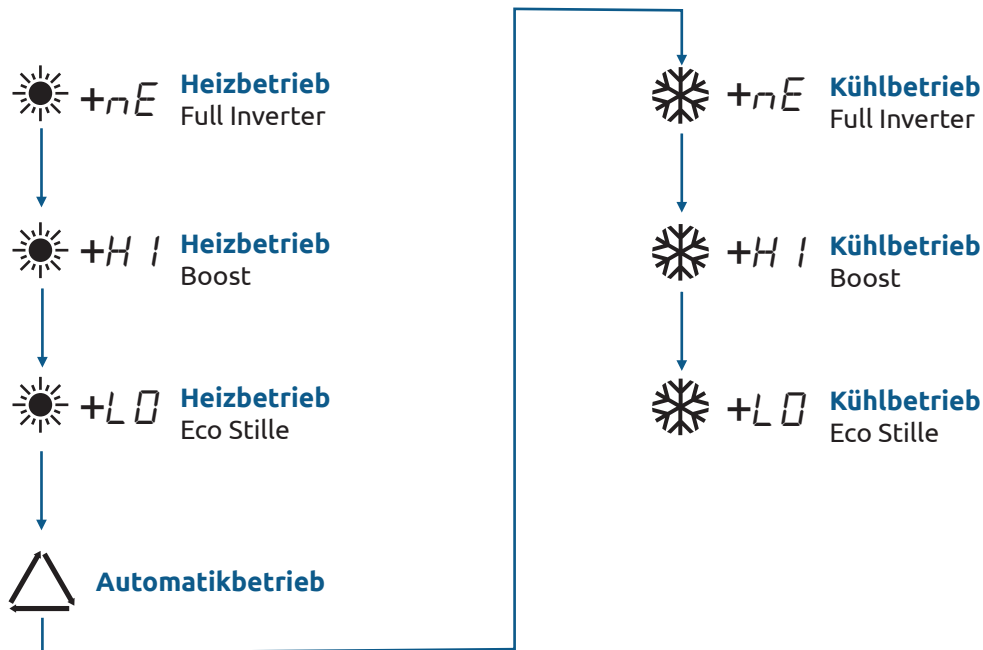 +nE Heizbetrieb
Full Inverter
+HI Heizbetrieb
Boost
+LO Heizbetrieb
Eco Stille
Automatikbetrieb
+nE Kühlbetrieb
Full Inverter
+HI Kühlbetrieb
Boost
+LO Kühlbetrieb
Eco Stille